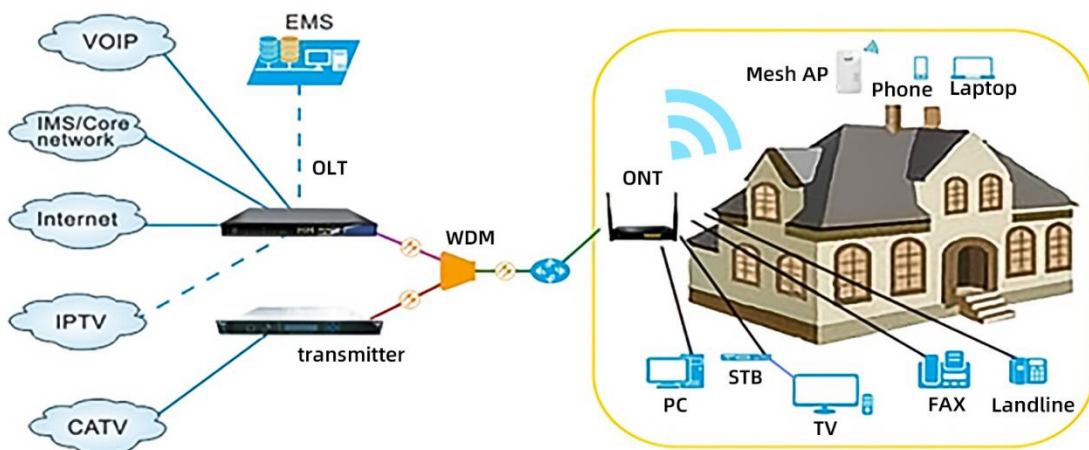 VOIP
EMS
IMS/Core
network
OLT
Internet
WDM
IPTV
transmitter
CATV
Mesh AP
Phone
Laptop
ONT
PC
STB
TV
FAX
Landline